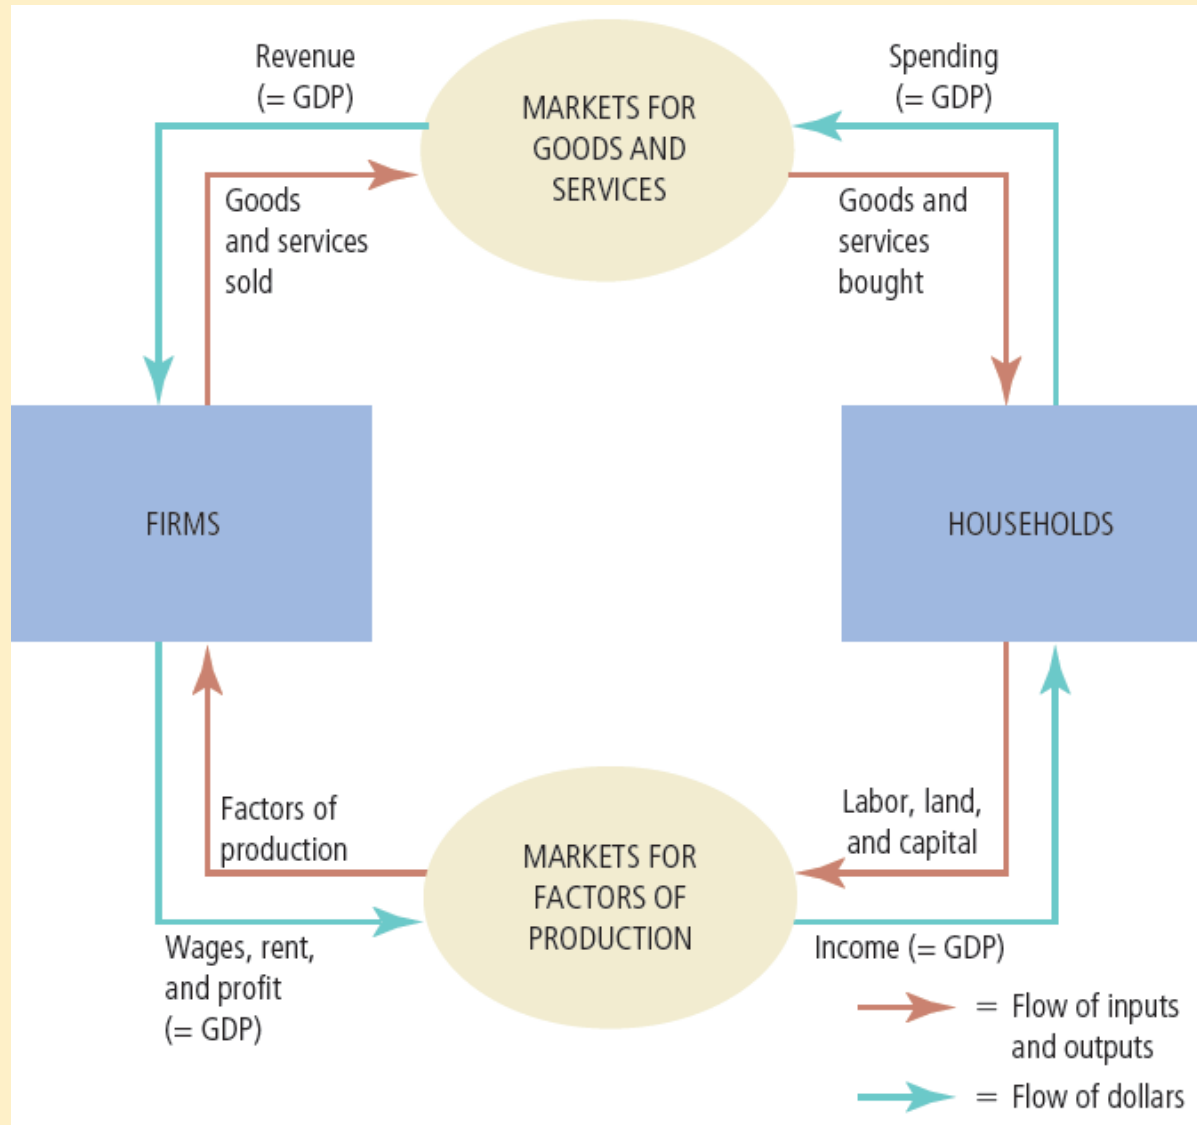 Revenue
(= GDP)
MARKETS FOR
GOODS AND
SERVICES
Spending
(= GDP)
Goods
and services
sold
Goods and
services
bought
FIRMS
HOUSEHOLDS
Factors of
production
MARKETS FOR
FACTORS OF
PRODUCTION
Labor, land,
and capital
Wages, rent,
and profit
(= GDP)
Income (= GDP)
= Flow of inputs
and outputs
= Flow of dollars